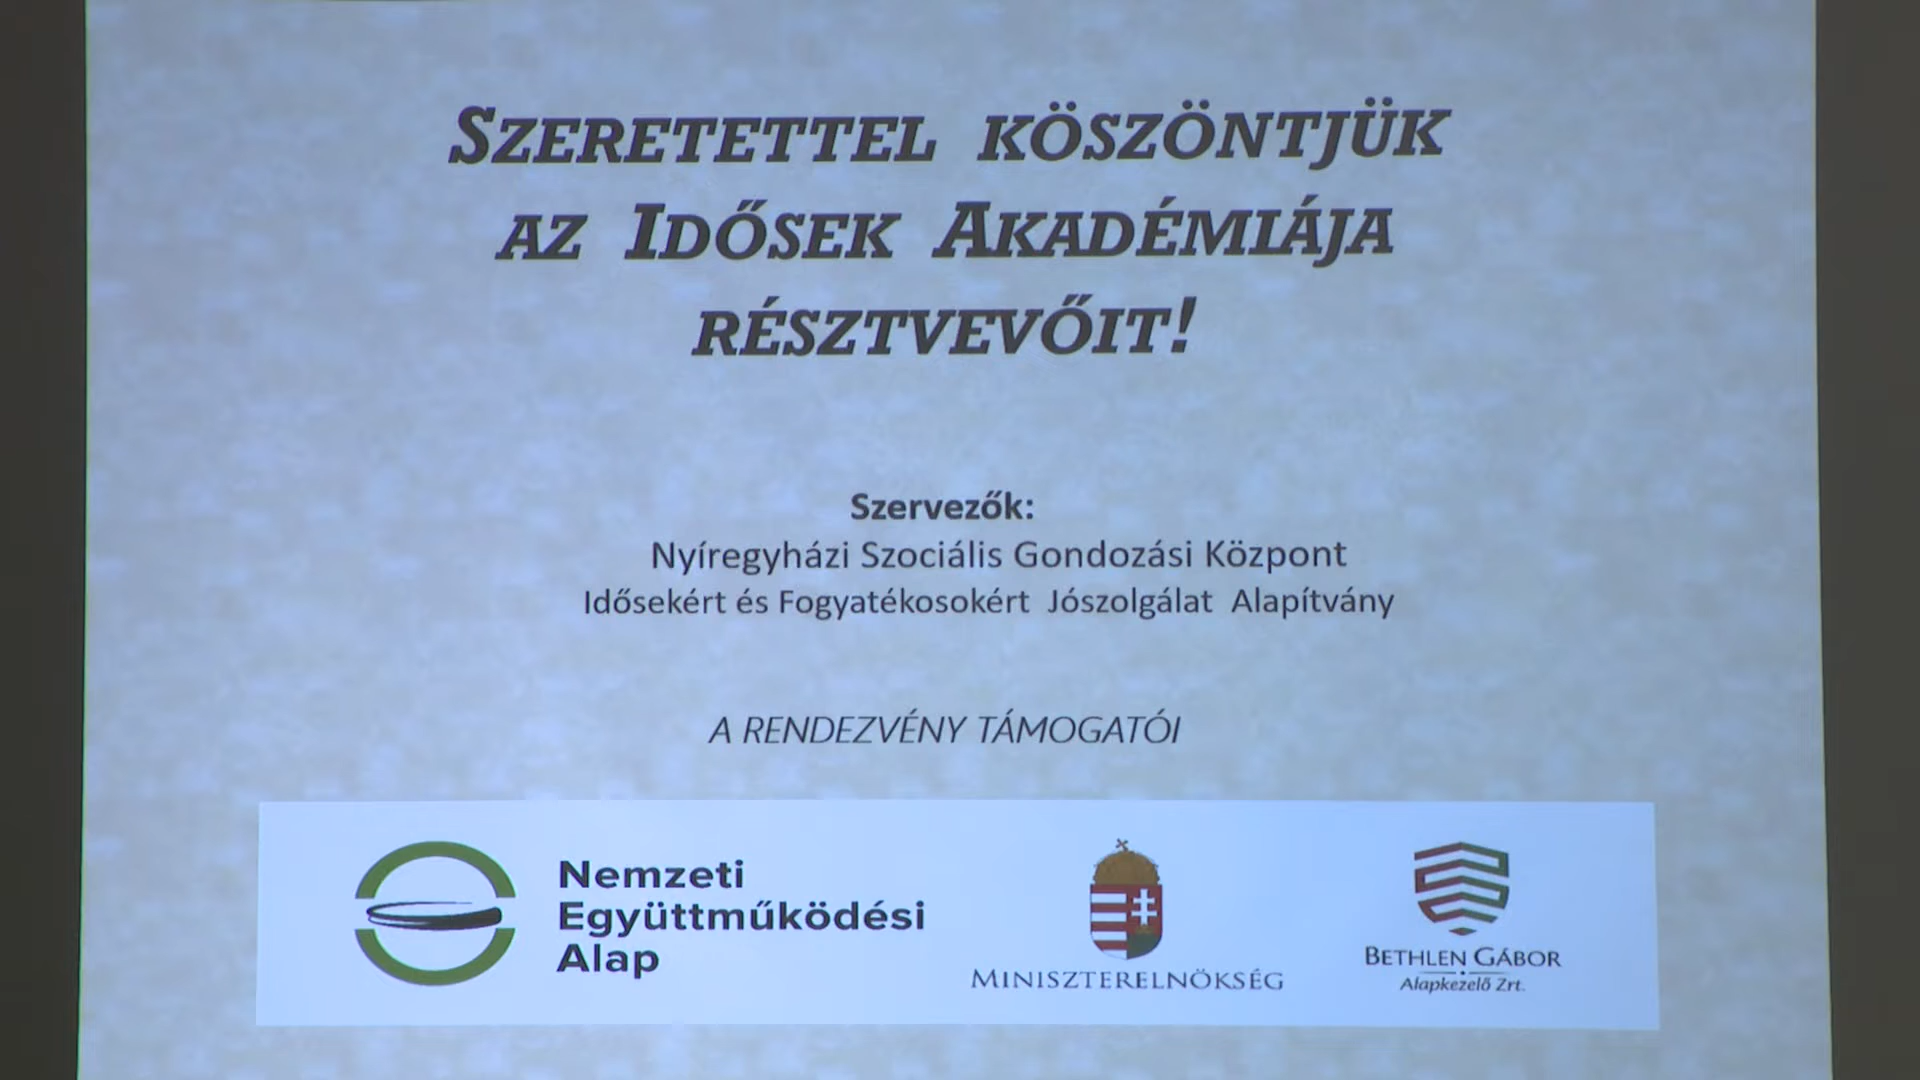 SZERETETTEL KÖSZÖNTJÜK
AZ IDŐSEK AKADÉMIÁJA
RÉSZTVEVŐIT!
Szervezők:
Nyíregyházi Szociális Gondozási Központ
Idősekért és Fogyatékosokért Jószolgálat Alapítvány
A RENDEZVÉNY TÁMOGATÓI
Nemzeti
Együttműködési
Alap
MINISZTERELNÖKSÉG
BETHLEN GÁBOR
Alapkezelő Zrt.